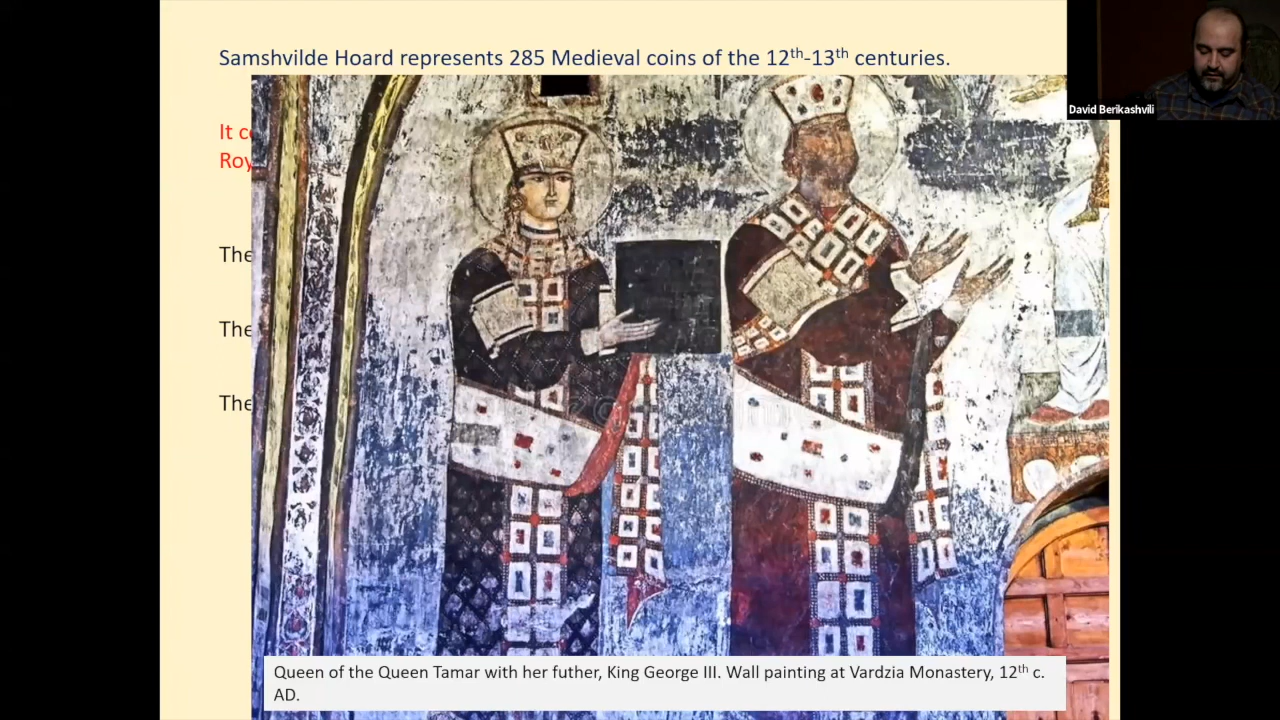 Samshvilde Hoard represents 285 Medieval coins of the 12th-13th centuries.
David Berikashvili
It
The
The
The
Queen of the Queen Tamar with her futher, King George III. Wall painting at Vardzia Monastery, 12th c.
AD.